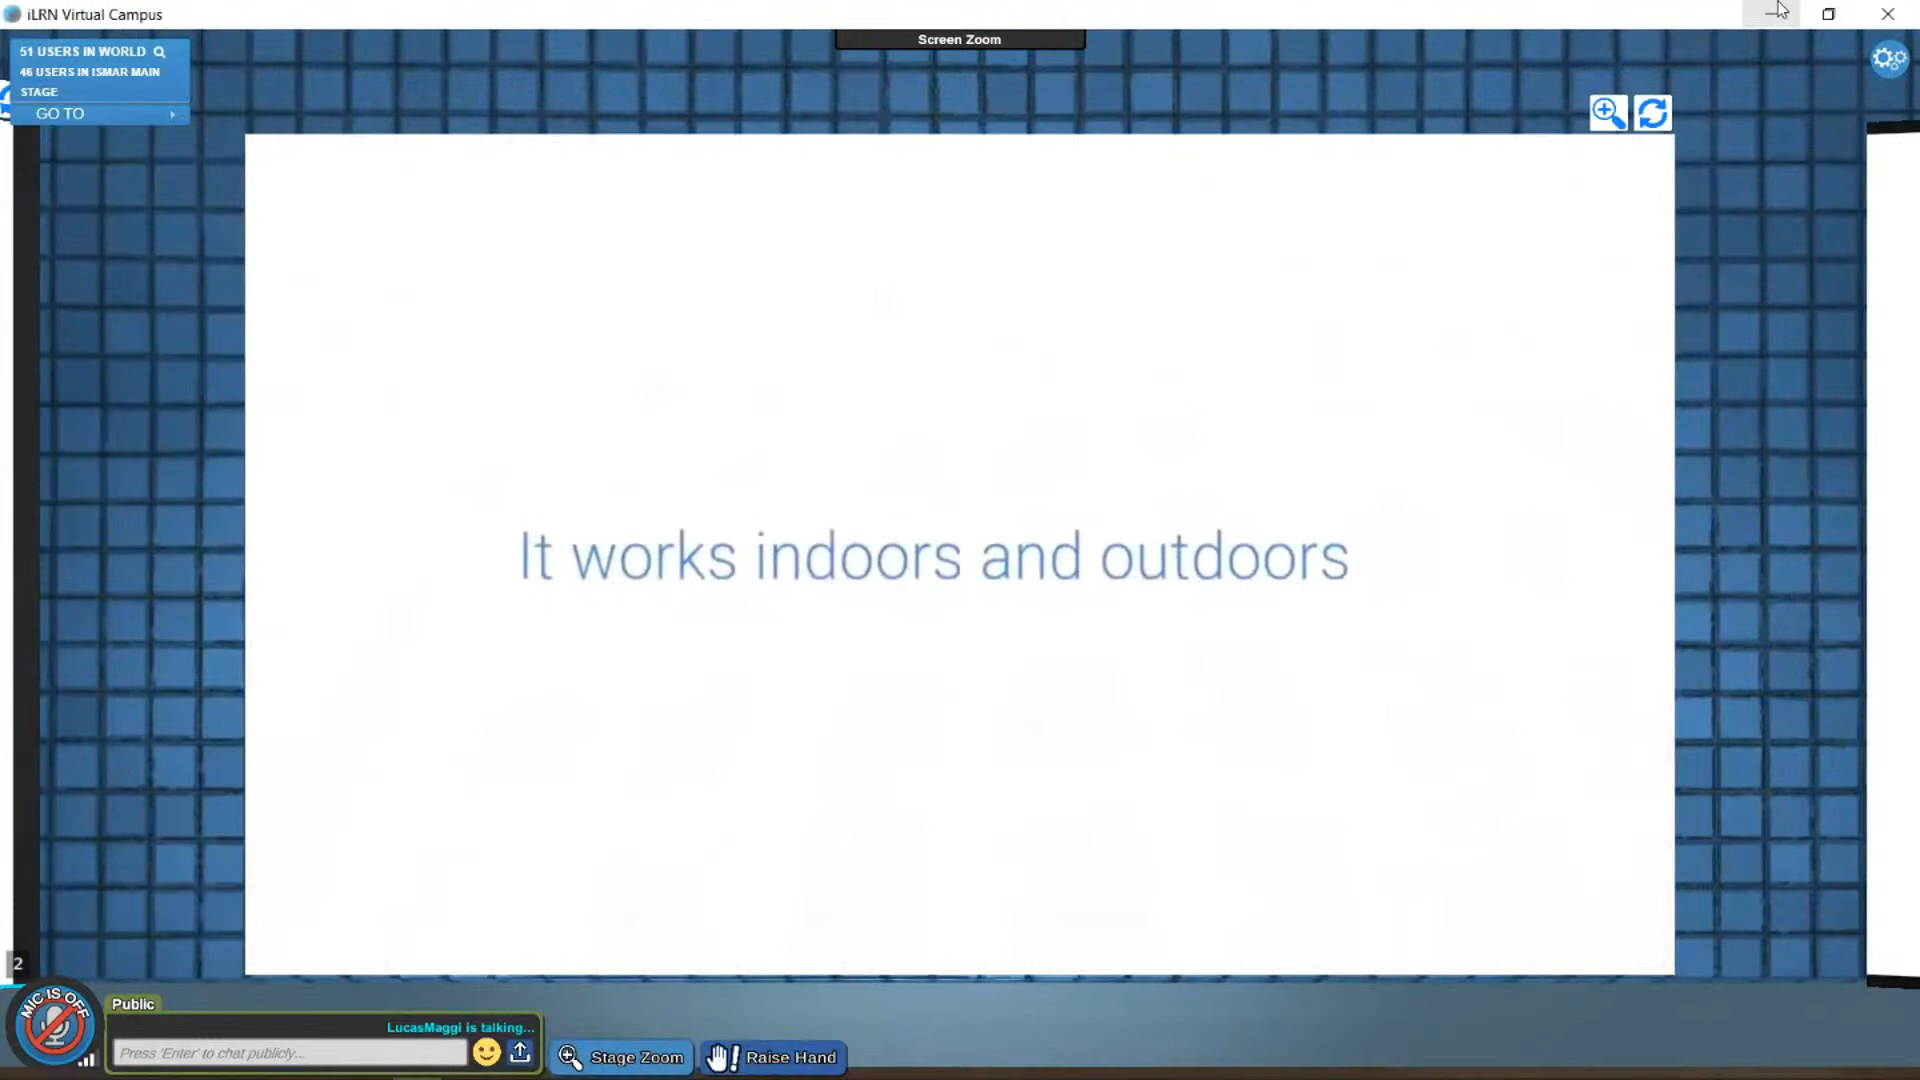 iLRN Virtual Campus
51 USERS IN WORLD
46 USERS IN ISMAR MAIN
STAGE
GO TO
Screen Zoom
It works indoors and outdoors
2
MIC IS OFF
Public
LucasMaggi is talking...
Press 'Enter' to chat publicly...
Stage Zoom
Raise Hand